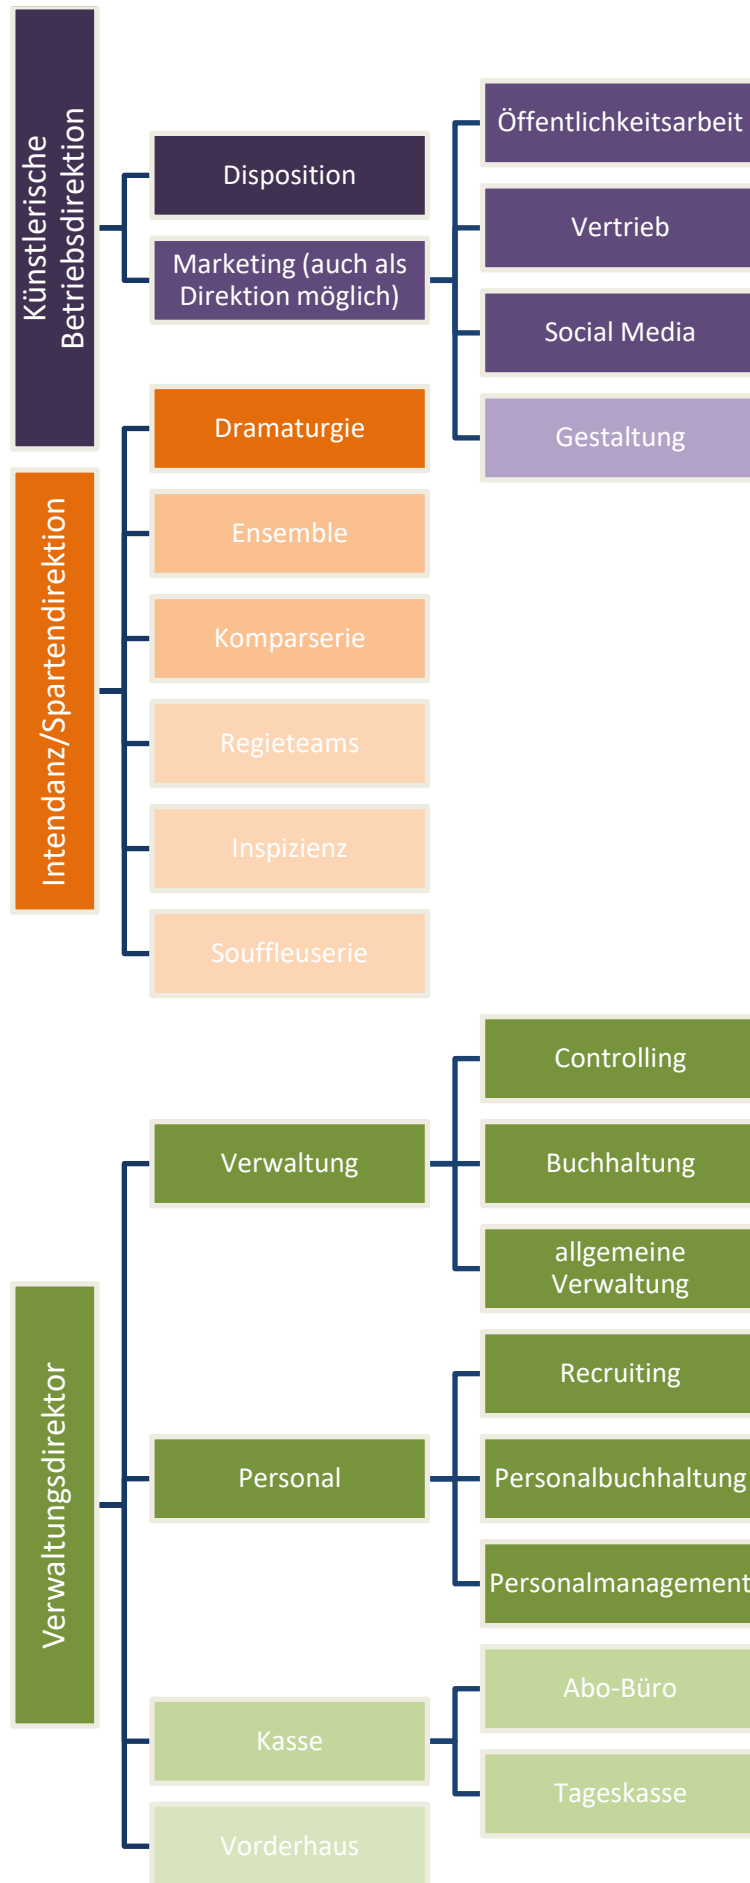 Künstlerische
Betriebsdirektion
Disposition
Marketing (auch als
Direktion möglich)
Öffentlichkeitsarbeit
Vertrieb
Social Media
Gestaltung
Intendanz/Spartendirektion
Dramaturgie
Ensemble
Komparserie
Regieteams
Inspizienz
Souffleuserie
Verwaltungsdirektor
Verwaltung
Controlling
Buchhaltung
allgemeine
Verwaltung
Personal
Recruiting
Personalbuchhaltung
Personalmanagement
Kasse
Abo-Büro
Tageskasse
Vorderhaus